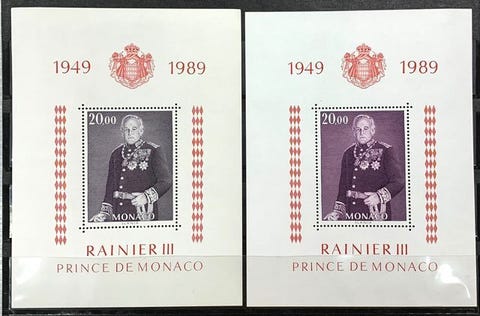 1949 1989
20.00
MONACO
RAINIER III
PRINCE DE MONACO
1949 1989
20.00
MONACO
RAINIER III
PRINCE DE MONACO